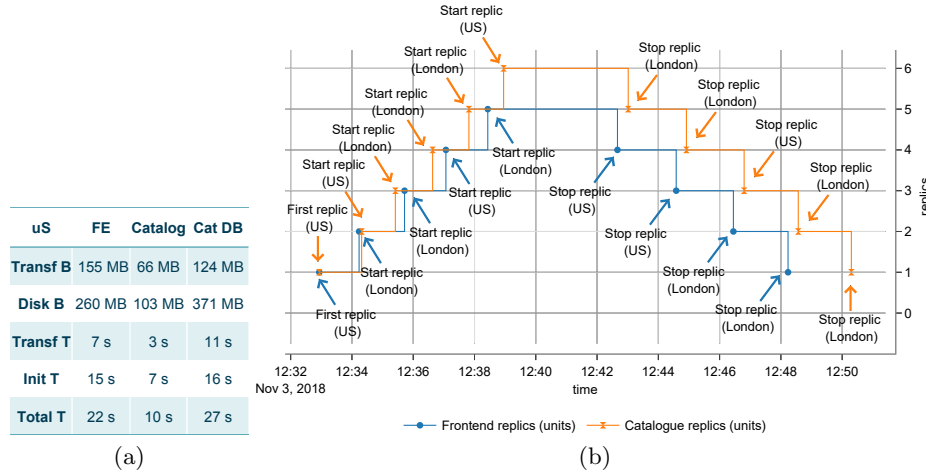 uS FE Catalog Cat DB
Transf B 155 MB 66 MB 124 MB
Disk B 260 MB 103 MB 371 MB
Transf T 7 s 3 s 11 s
Init T 15 s 7 s 16 s
Total T 22 s 10 s 27 s
(a)
Start replic
(US)
Start replic
(London)
Start replic
(London)
Start replic
(London)
Start replic
(US)
First replic
(US)
First replic
(US)
Start replic
(London)
Start replic
(London)
Start replic
(US)
Start replic
(London)
Stop replic
(London)
Stop replic
(London)
Stop replic
(US)
Stop replic
(London)
Stop replic
(London)
Stop replic
(US)
Stop replic
(US)
Stop replic
(London)
Stop replic
(London)
6
5
4
3
2
1
0
replics
12:32 12:34 12:36 12:38 12:40 12:42 12:44 12:46 12:48 12:50
Nov 3, 2018
time
Frontend replics (units) Catalogue replics (units)
(b)